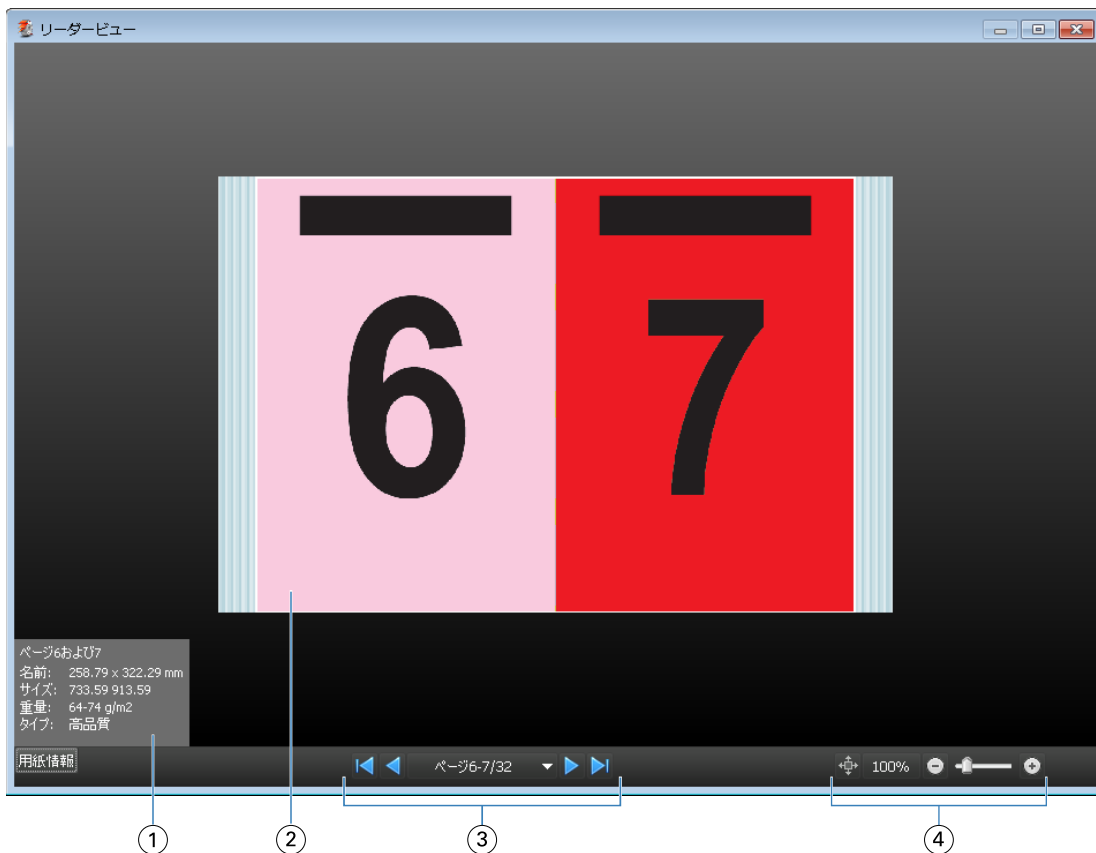 リーダービュー
6 7
ページ6および7
名前: 258.79 x 322.29 mm
サイズ: 733.59 913.59
重量: 64-74 g/m2
タイプ: 高品質
用紙情報
ページ6-7/32
100%
1 2 3 4